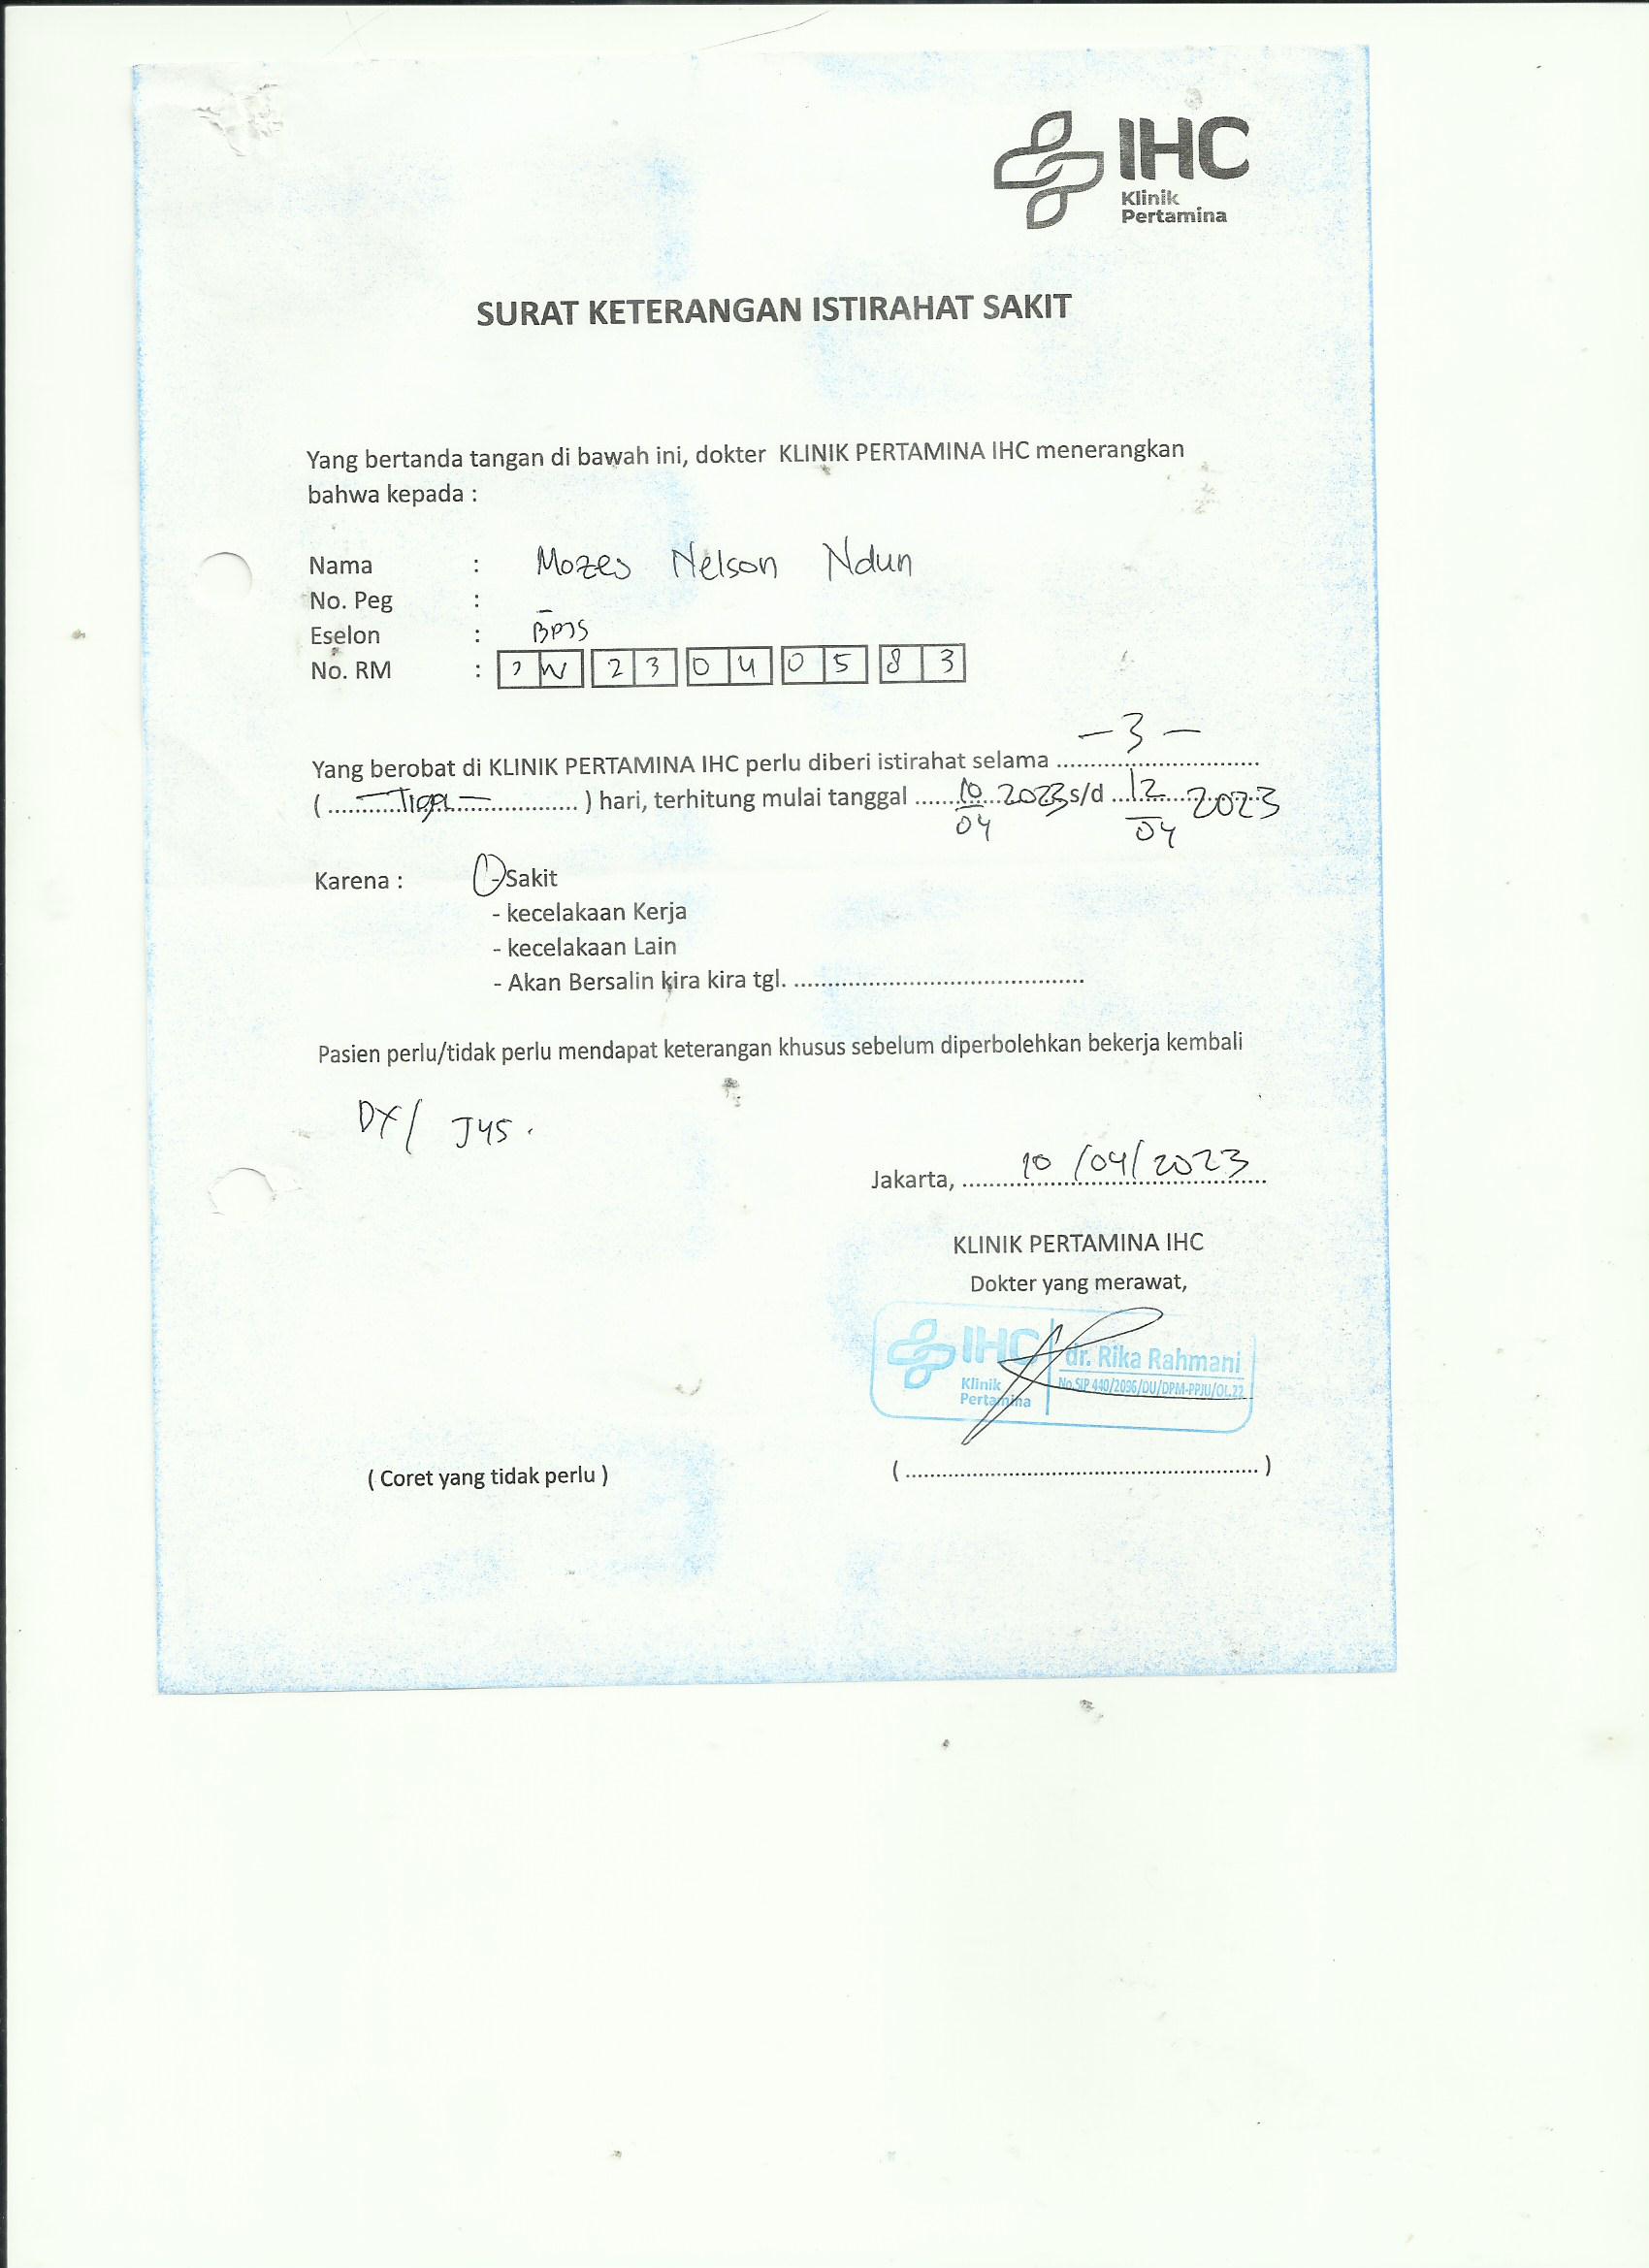 IHC
Klinik
Pertamina
SURAT KETERANGAN ISTIRAHAT SAKIT
Yang bertanda tangan di bawah ini, dokter KLINIK PERTAMINA IHC menerangkan
bahwa kepada :
Nama : Mozes Nelson Ndun
No. Peg : -
Eselon : BPJS
No. RM : W 2 3 0 4 0 5 8 3
Yang berobat di KLINIK PERTAMINA IHC perlu diberi istirahat selama - 3 -
( Tiga ) hari, terhitung mulai tanggal 10/04 2023 s/d 12/04 2023
Karena : - Sakit
- kecelakaan Kerja
- kecelakaan Lain
- Akan Bersalin kira kira tgl. ........................................
Pasien perlu/tidak perlu mendapat keterangan khusus sebelum diperbolehkan bekerja kembali
DX/ J45.
Jakarta, 10/04/2023
KLINIK PERTAMINA IHC
Dokter yang merawat,
IHC Klinik Pertamina
dr. Rika Rahmani
No.SIP 440/2096/DU/DPM-PPJU/OL.22
( Coret yang tidak perlu ) ( .................................................. )